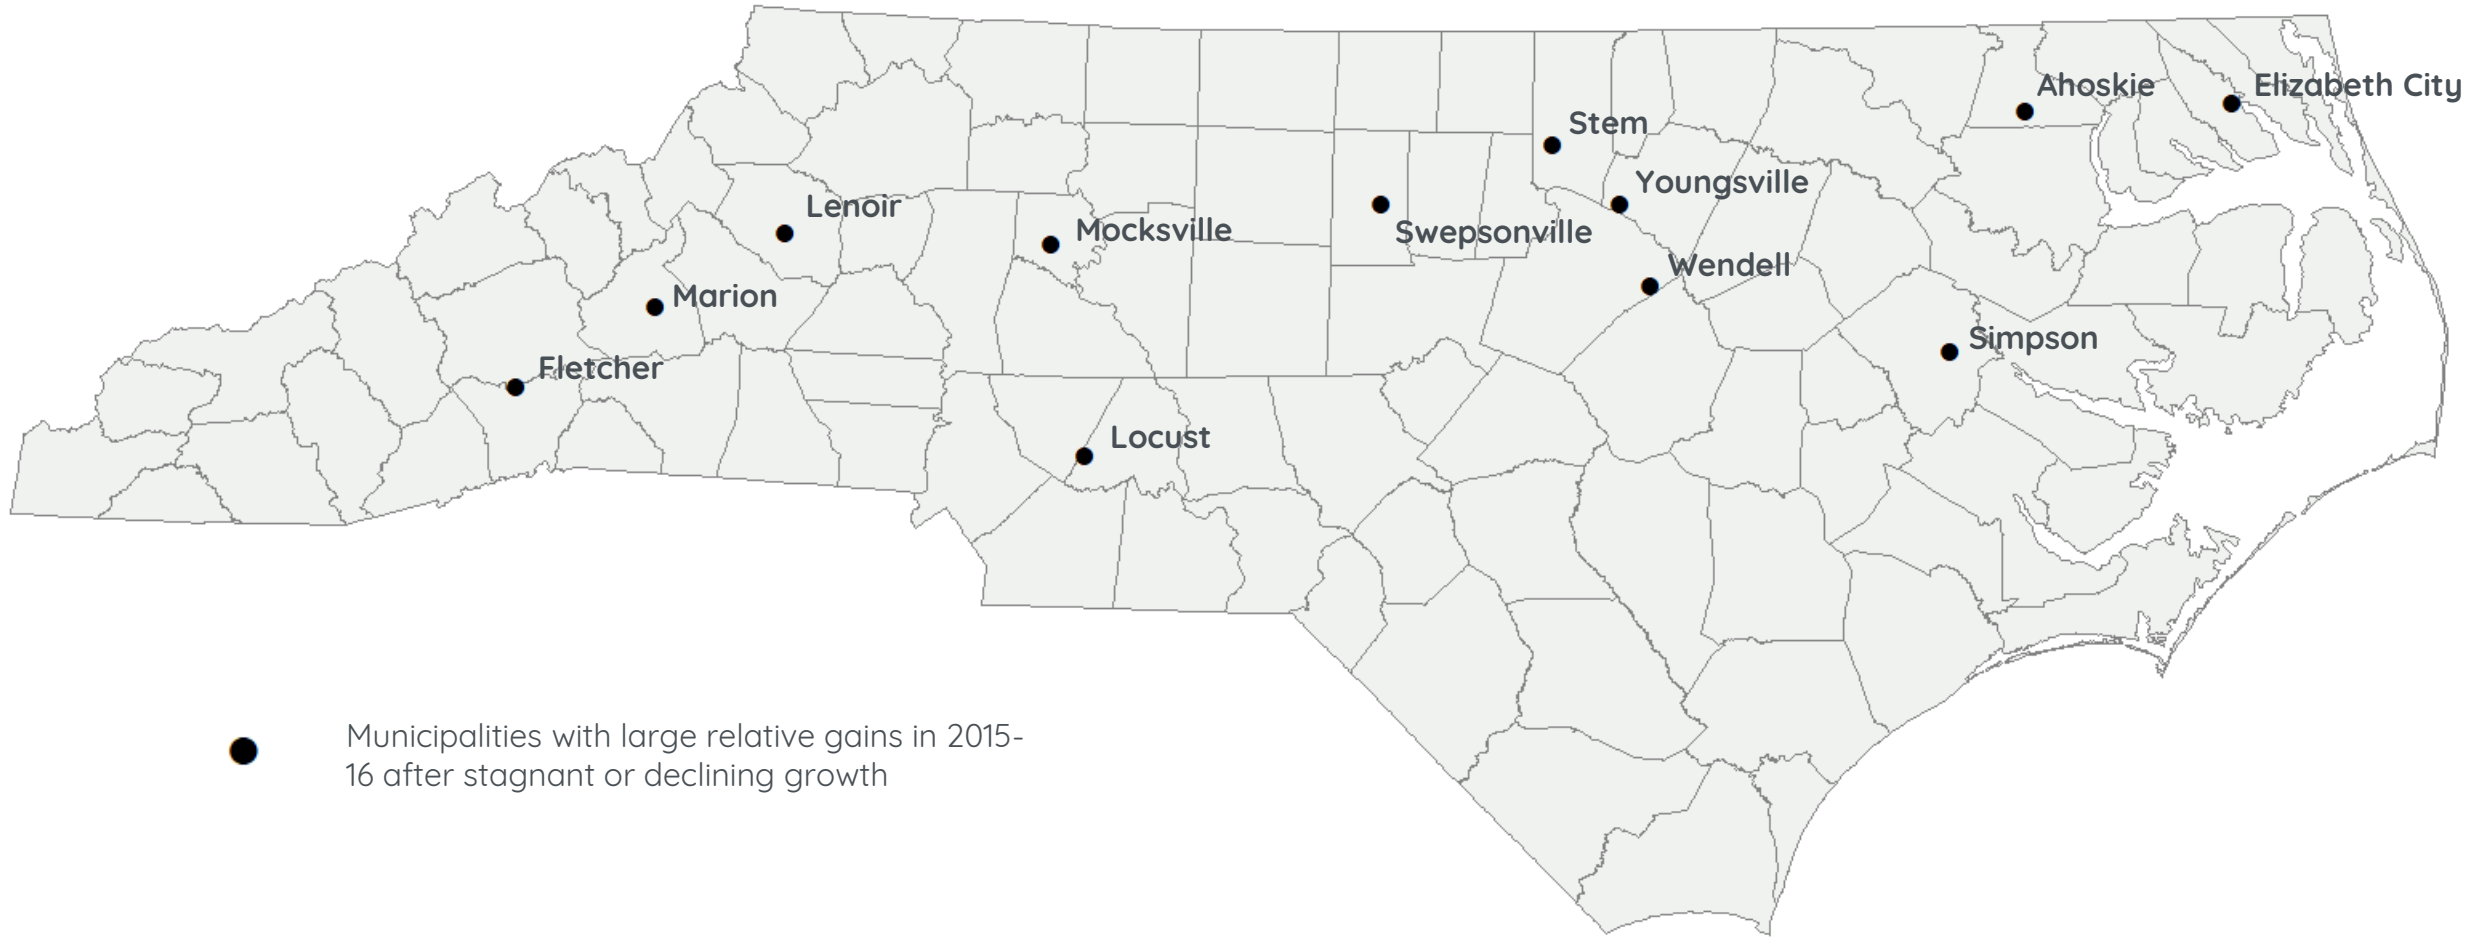 Ahoskie
Elizabeth City
Stem
Youngsville
Lenoir
Mocksville
Swepsonville
Wendell
Marion
Simpson
Fletcher
Locust
Municipalities with large relative gains in 2015-
16 after stagnant or declining growth